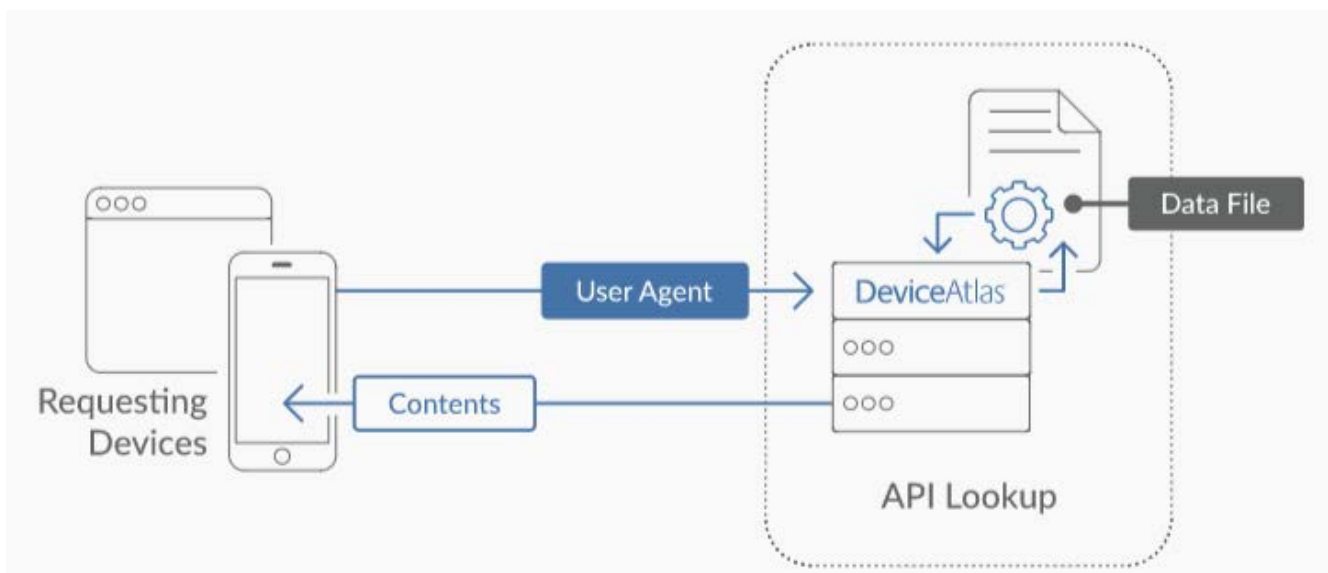 Data File
User Agent
DeviceAtlas
Contents
Requesting
Devices
API Lookup